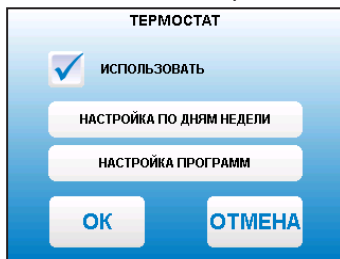 ТЕРМОСТАТ
ИСПОЛЬЗОВАТЬ
НАСТРОЙКА ПО ДНЯМ НЕДЕЛИ
НАСТРОЙКА ПРОГРАММ
ОК
ОТМЕНА